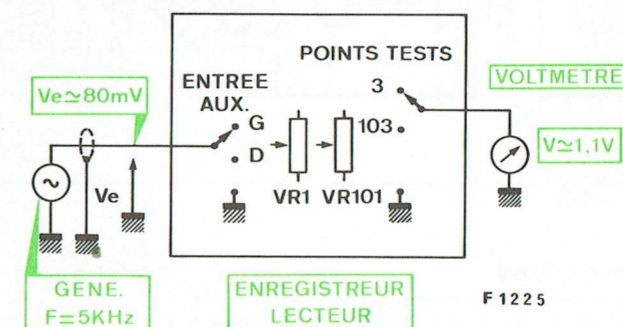 POINTS TESTS
VOLTMETRE
ENTREE
AUX.
3
Ve≃80mV
G
103
V≃1,1V
D
Ve
VR1 VR101
GENE.
F=5KHz
ENREGISTREUR
LECTEUR
F1225